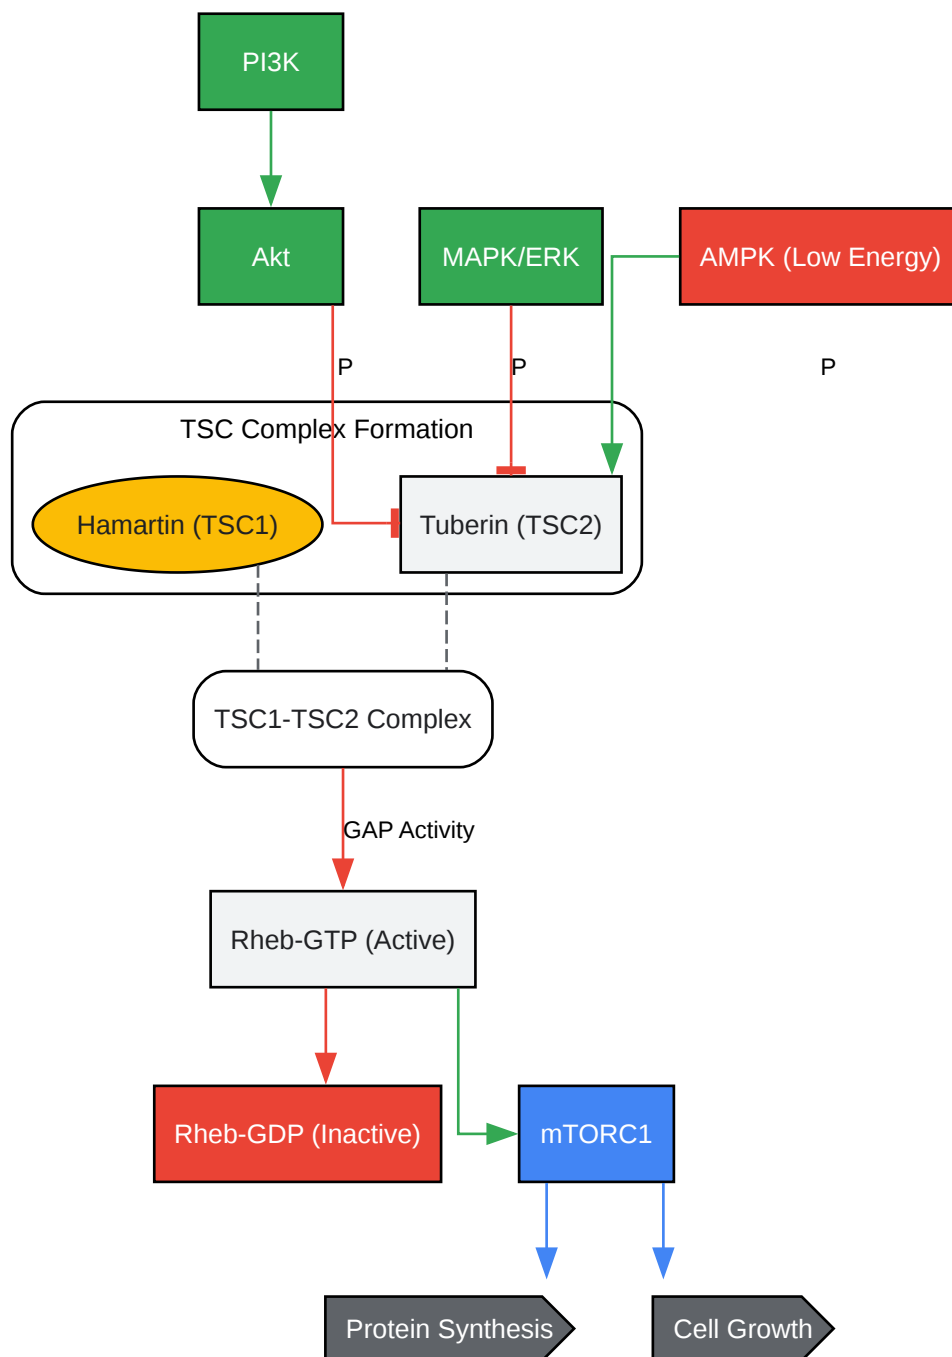 PI3K
Akt
MAPK/ERK
AMPK (Low Energy)
P
P
P
TSC Complex Formation
Hamartin (TSC1)
Tuberin (TSC2)
TSC1-TSC2 Complex
GAP Activity
Rheb-GTP (Active)
Rheb-GDP (Inactive)
mTORC1
Protein Synthesis
Cell Growth